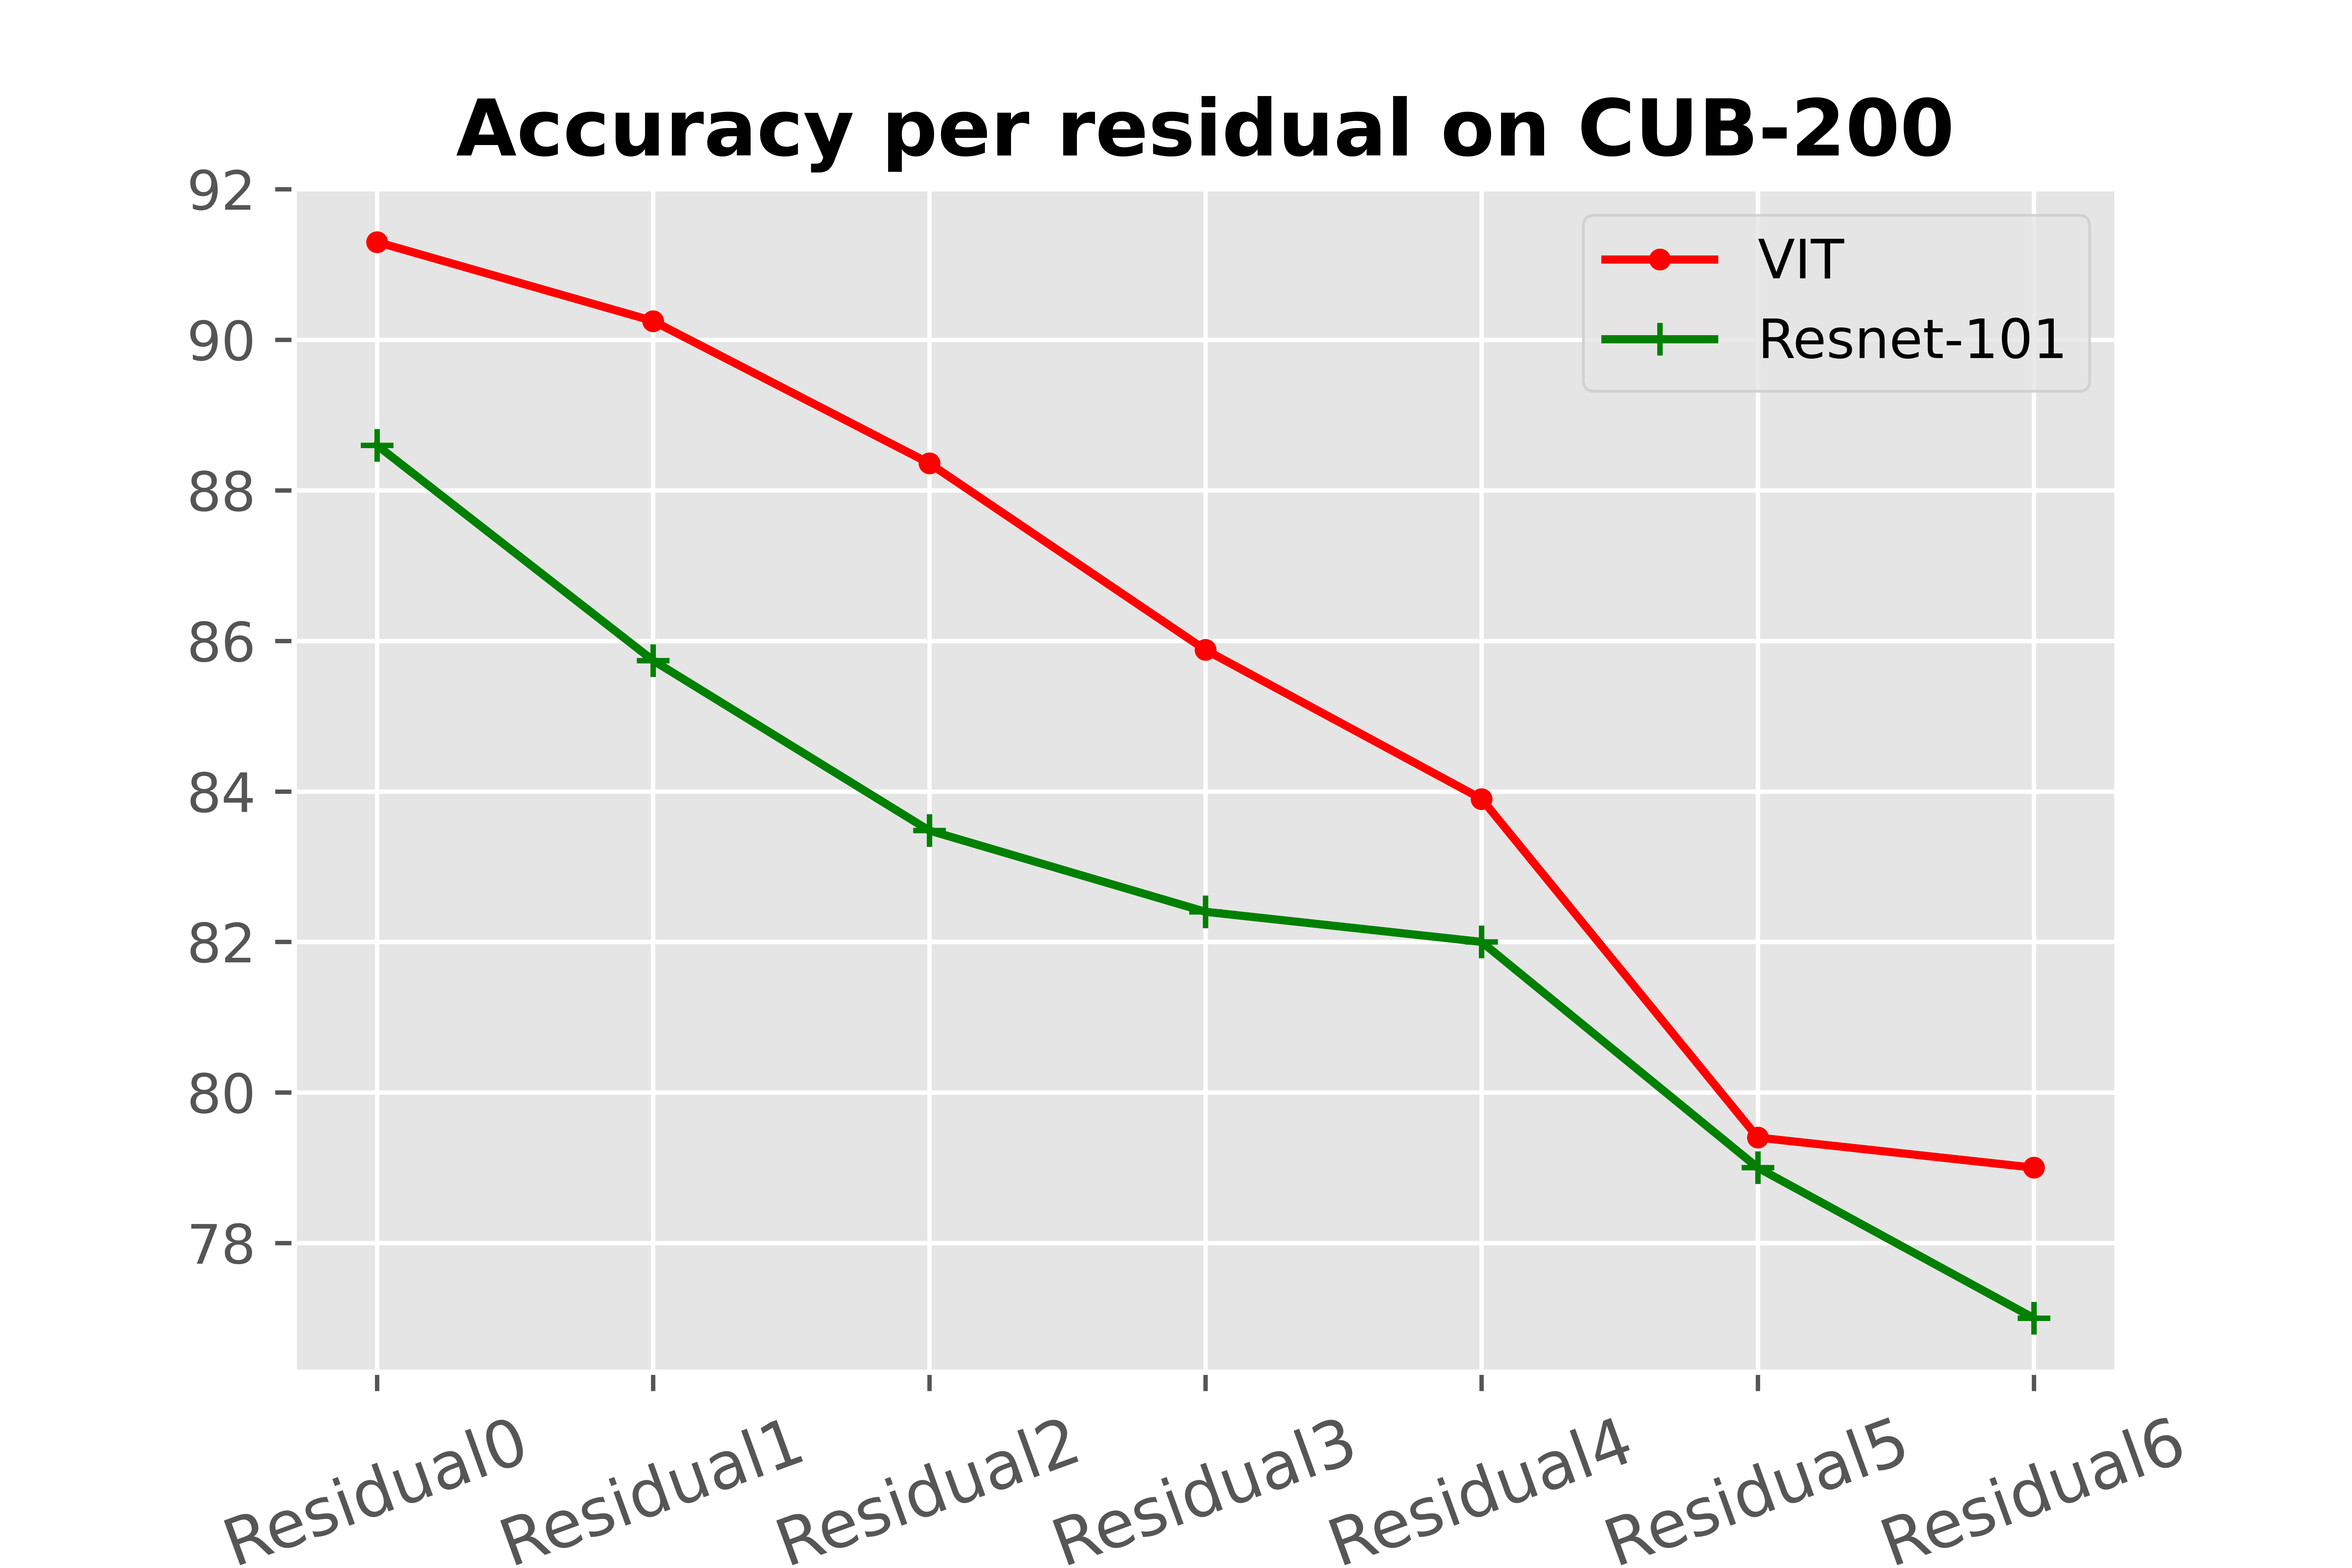 Accuracy per residual on CUB-200
92
90
88
86
84
82
80
78
VIT
Resnet-101
Residual0
Residual1
Residual2
Residual3
Residual4
Residual5
Residual6